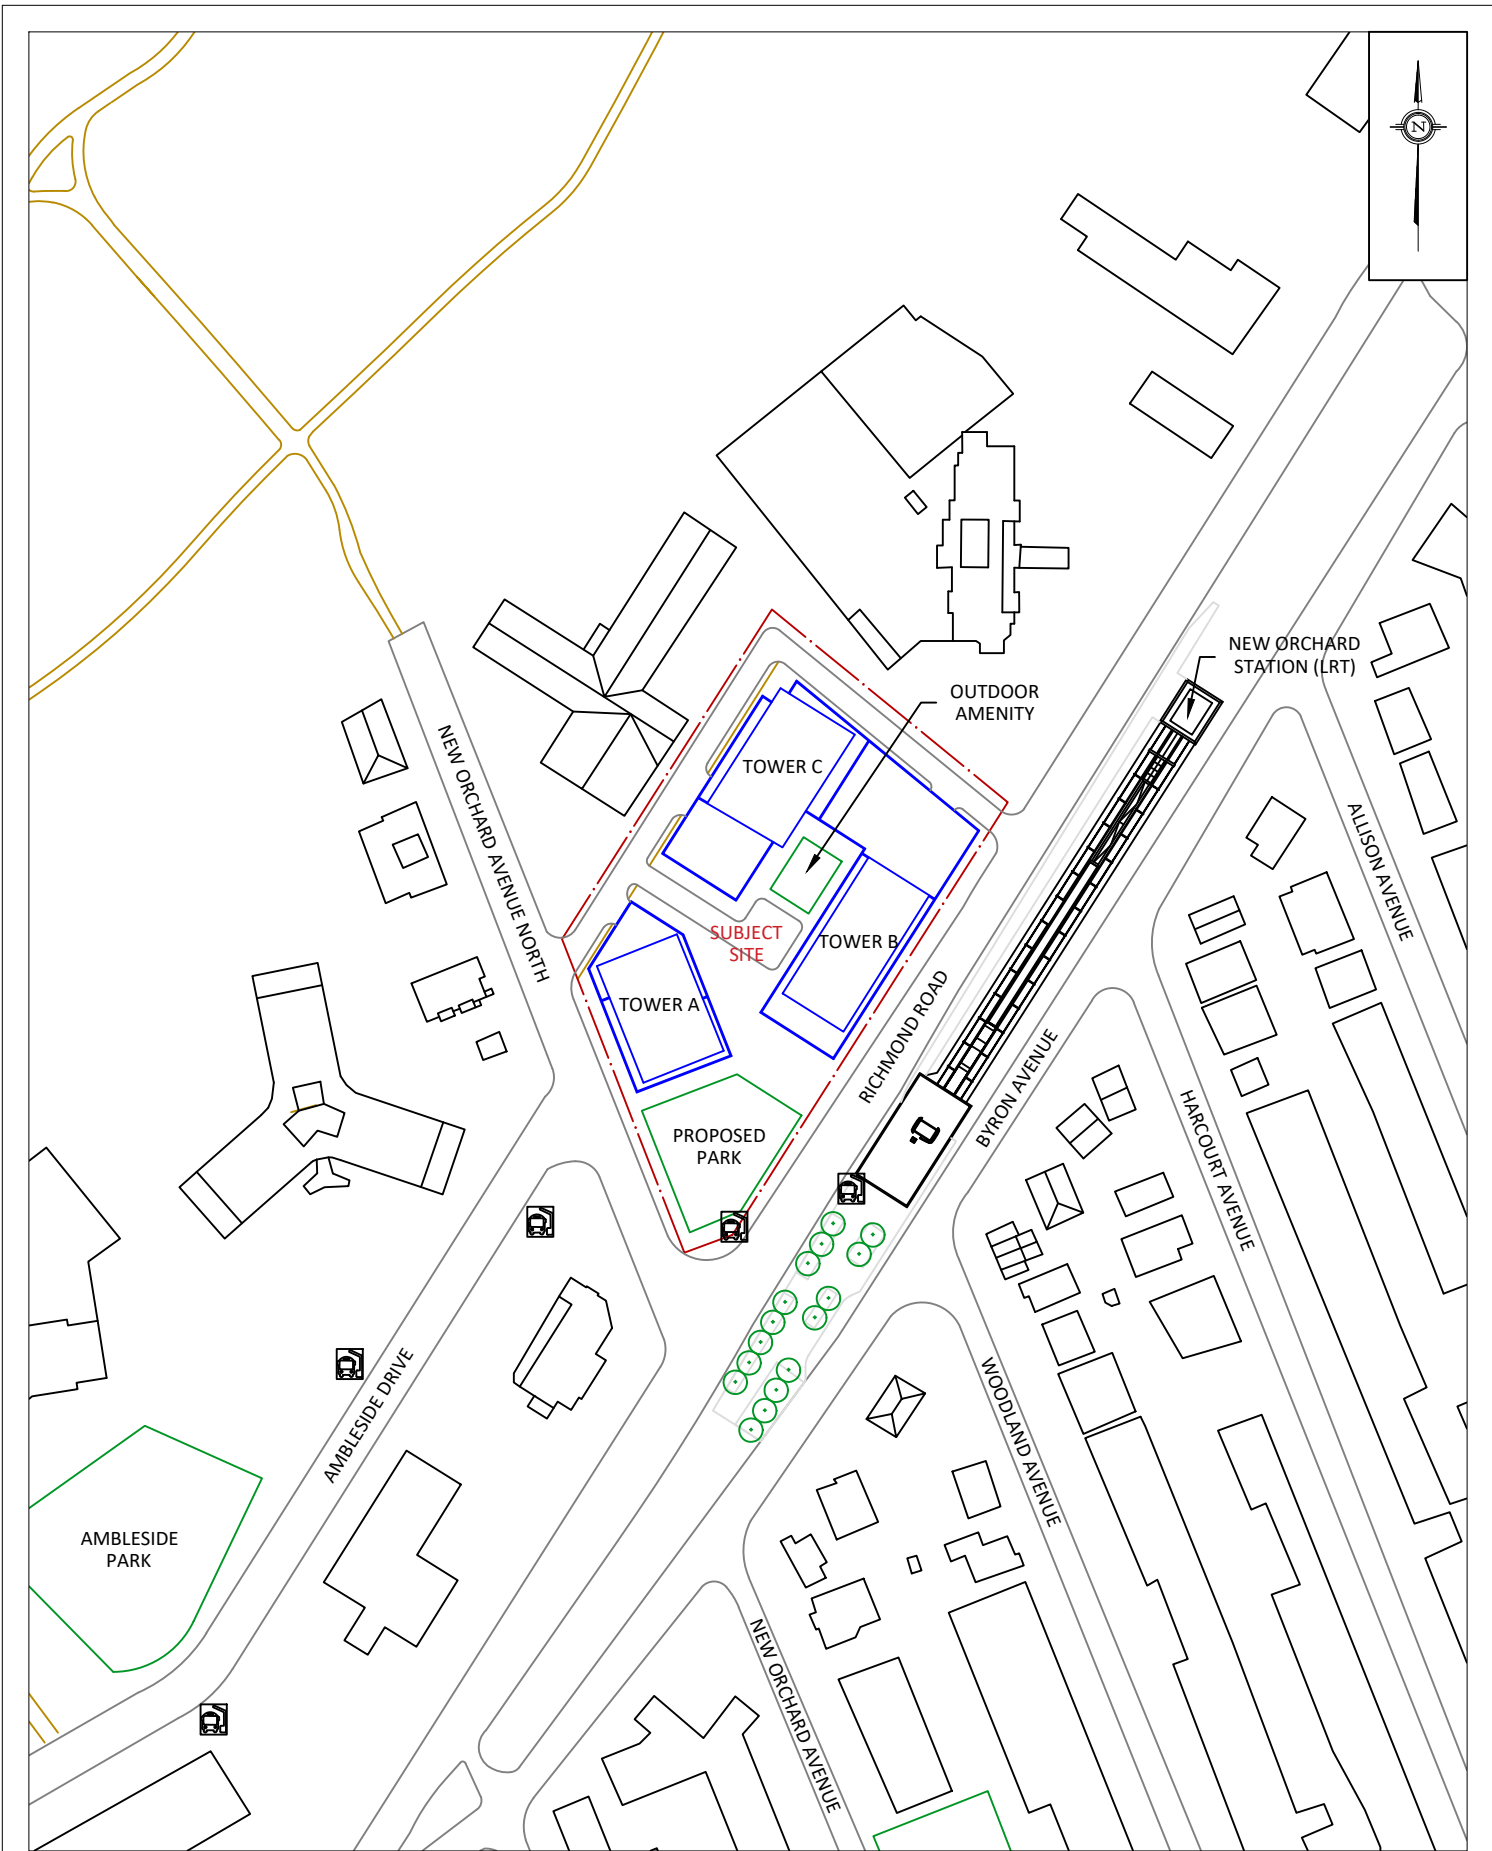 N
NEW ORCHARD
STATION (LRT)
OUTDOOR
AMENITY
TOWER C
NEW ORCHARD AVENUE NORTH
ALLISON AVENUE
SUBJECT
SITE
TOWER B
TOWER A
RICHMOND ROAD
BYRON AVENUE
PROPOSED
PARK
HARCOURT AVENUE
AMBLESIDE DRIVE
WOODLAND AVENUE
AMBLESIDE
PARK
NEW ORCHARD AVENUE